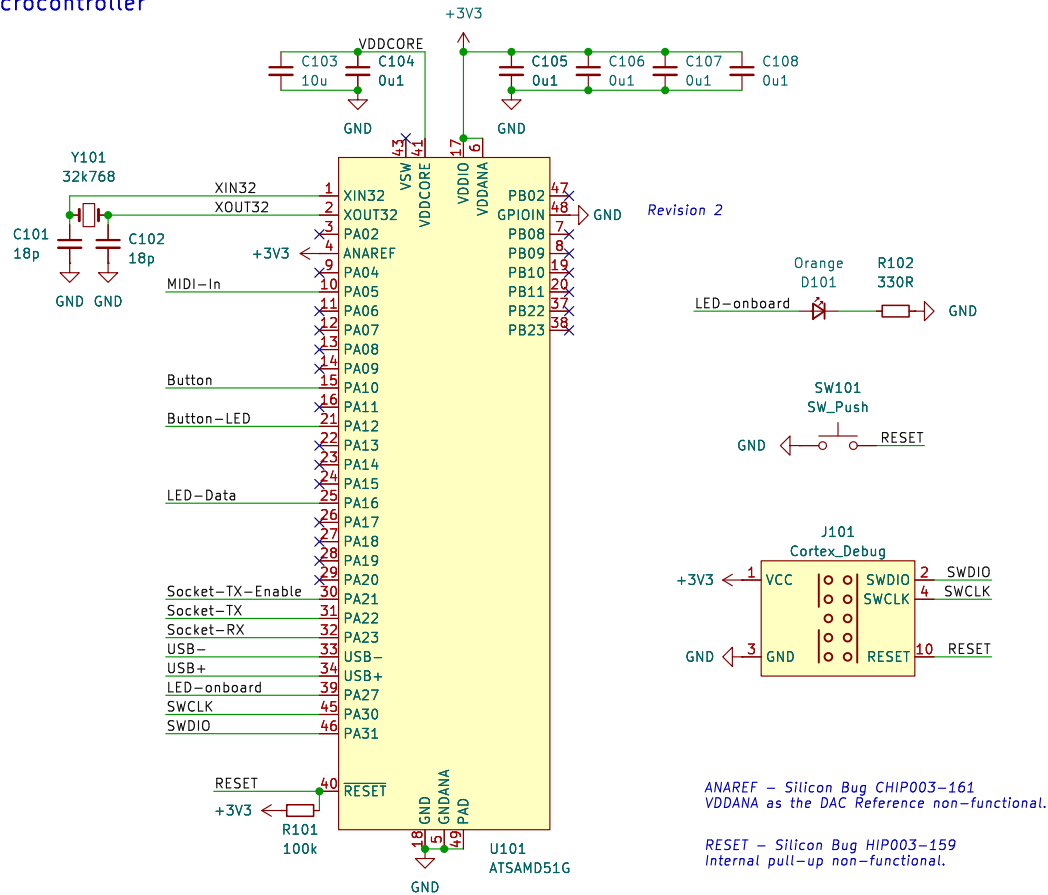 crocontroller
+3V3
VDDCORE
C103
10u
C104
0u1
C105
0u1
C106
0u1
C107
0u1
C108
0u1
GND
GND
43
41
17
6
VSW
VDDCORE
VDDIO
VDDANA
Y101
32k768
XIN32
1
XIN32
XOUT32
2
XOUT32
C101
18p
C102
18p
GND
GND
3
PA02
+3V3
4
ANAREF
9
PA04
MIDI-In
10
PA05
11
PA06
12
PA07
13
PA08
14
PA09
Button
15
PA10
16
PA11
Button-LED
21
PA12
22
PA13
23
PA14
24
PA15
LED-Data
25
PA16
26
PA17
27
PA18
28
PA19
29
PA20
Socket-TX-Enable
30
PA21
Socket-TX
31
PA22
Socket-RX
32
PA23
USB-
33
USB-
USB+
34
USB+
LED-onboard
39
PA27
SWCLK
45
PA30
SWDIO
46
PA31
RESET
40
RESET
+3V3
R101
100k
PB02
47
GPIOIN
48
GND
PB08
7
PB09
8
PB10
19
PB11
20
PB22
37
PB23
38
GND
GNDANA
PAD
18
5
49
GND
U101
ATSAMD51G
Revision 2
Orange
D101
R102
330R
LED-onboard
GND
SW101
SW_Push
GND
RESET
J101
Cortex_Debug
+3V3
1
VCC
SWDIO
2
SWDIO
SWCLK
4
SWCLK
GND
3
GND
RESET
10
RESET
ANAREF - Silicon Bug CHIP003-161
VDDANA as the DAC Reference non-functional.
RESET - Silicon Bug HIP003-159
Internal pull-up non-functional.